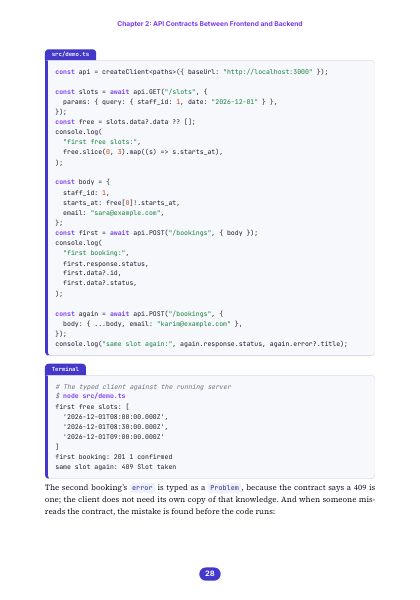 Chapter 2: API Contracts Between Frontend and Backend
src/demo.ts
const api = createClient<paths>({ baseUrl: "http://localhost:3000" });
const slots = await api.GET("/slots", {
  params: { query: { staff_id: 1, date: "2026-12-01" } },
});
const free = slots.data?.data ?? [];
console.log(
  "first free slots:",
  free.slice(0, 3).map((s) => s.starts_at),
);
const body = {
  staff_id: 1,
  starts_at: free[0]!.starts_at,
  email: "sara@example.com",
};
const first = await api.POST("/bookings", { body });
console.log(
  "first booking:",
  first.response.status,
  first.data?.id,
  first.data?.status,
);
const again = await api.POST("/bookings", {
  body: { ...body, email: "karim@example.com" },
});
console.log("same slot again:", again.response.status, again.error?.title);
Terminal
# The typed client against the running server
$ node src/demo.ts
first free slots: [
  '2026-12-01T08:00:00.000Z',
  '2026-12-01T08:30:00.000Z',
  '2026-12-01T09:00:00.000Z'
]
first booking: 201 1 confirmed
same slot again: 409 Slot taken
The second booking's error is typed as a Problem, because the contract says a 409 is
one; the client does not need its own copy of that knowledge. And when someone mis-
reads the contract, the mistake is found before the code runs:
28